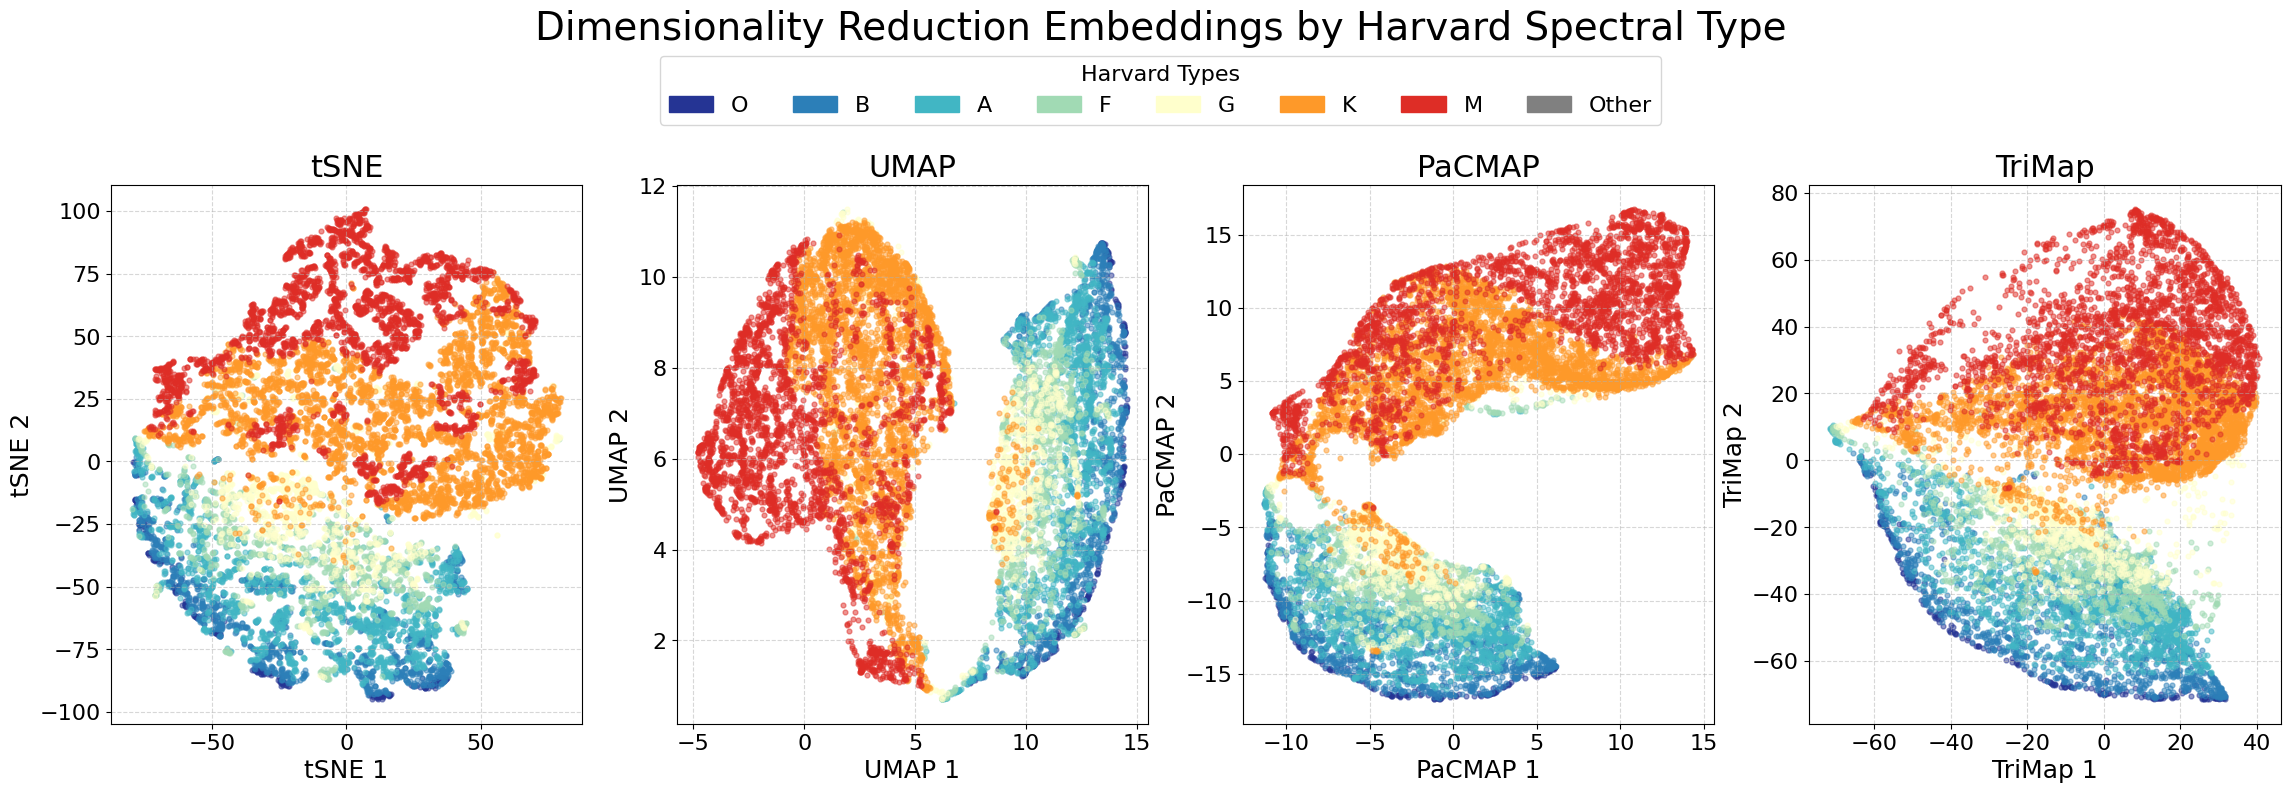 Dimensionality Reduction Embeddings by Harvard Spectral Type
Harvard Types
O B A F G K M Other
tSNE
100
75
50
25
0
−25
−50
−75
−100
tSNE 2
−50 0 50
tSNE 1
UMAP
12
10
8
6
4
2
UMAP 2
−5 0 5 10 15
UMAP 1
PaCMAP
15
10
5
0
−5
−10
−15
PaCMAP 2
−10 −5 0 5 10 15
PaCMAP 1
TriMap
80
60
40
20
0
−20
−40
−60
TriMap 2
−60 −40 −20 0 20 40
TriMap 1